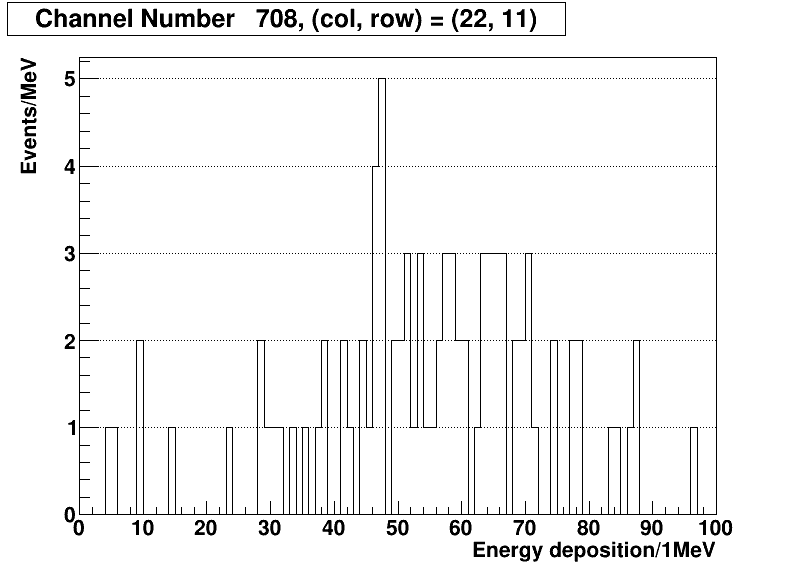 Channel Number 708, (col, row) = (22, 11)
Events/MeV
5
4
3
2
1
0
0 10 20 30 40 50 60 70 80 90 100
Energy deposition/1MeV